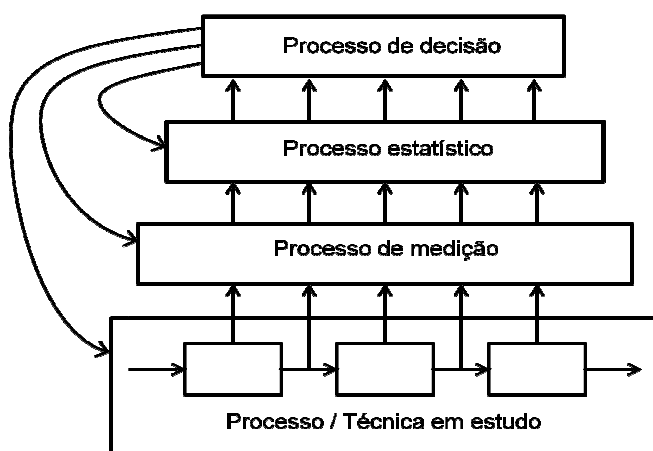 Processo de decisão
Processo estatístico
Processo de medição
Processo / Técnica em estudo